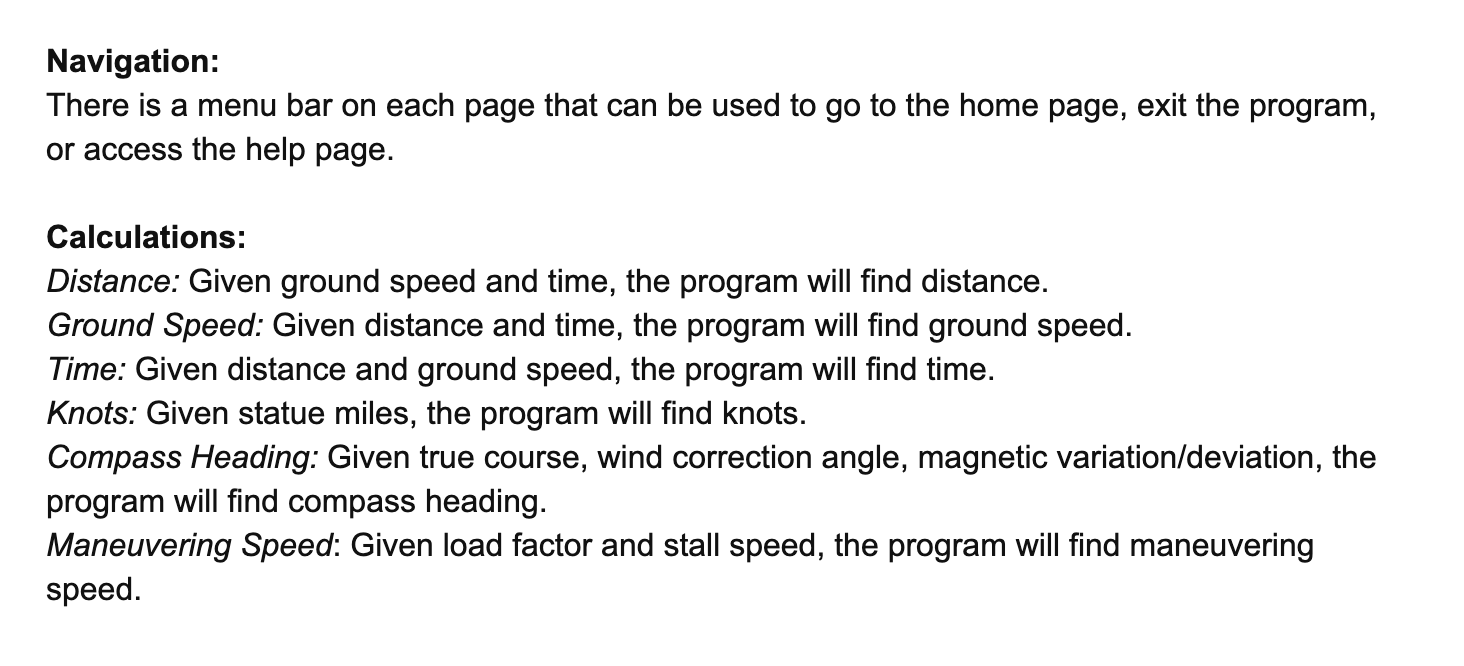 Navigation:
There is a menu bar on each page that can be used to go to the home page, exit the program,
or access the help page.
Calculations:
Distance: Given ground speed and time, the program will find distance.
Ground Speed: Given distance and time, the program will find ground speed.
Time: Given distance and ground speed, the program will find time.
Knots: Given statue miles, the program will find knots.
Compass Heading: Given true course, wind correction angle, magnetic variation/deviation, the
program will find compass heading.
Maneuvering Speed: Given load factor and stall speed, the program will find maneuvering
speed.